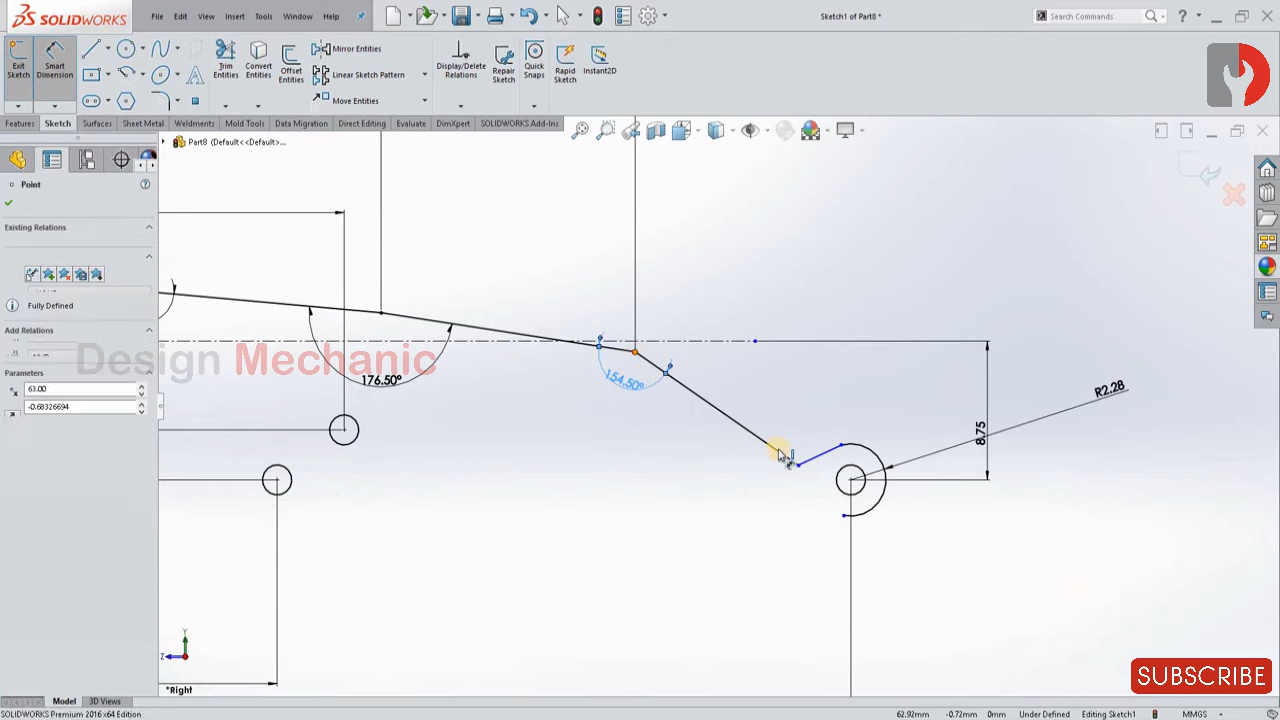 SOLIDWORKS
File Edit View Insert Tools Window Help
Sketch1 of Part8 *
Search Commands
Exit Sketch
Smart Dimension
Trim Entities
Convert Entities
Offset Entities
Mirror Entities
Linear Sketch Pattern
Move Entities
Display/Delete Relations
Repair Sketch
Quick Snaps
Rapid Sketch
Instant2D
Features Sketch Surfaces Sheet Metal Weldments Mold Tools Data Migration Direct Editing Evaluate DimXpert SOLIDWORKS Add-Ins
Part8 (Default<<Default>...
Point
Existing Relations
Fully Defined
Add Relations
Parameters
63.00
-0.68326694
Design Mechanic
176.50°
154.50°
R2.28
8.75
Y
Z
*Right
SUBSCRIBE
Model 3D Views
SOLIDWORKS Premium 2016 x64 Edition
62.92mm -0.72mm 0mm Under Defined Editing Sketch1 MMGS